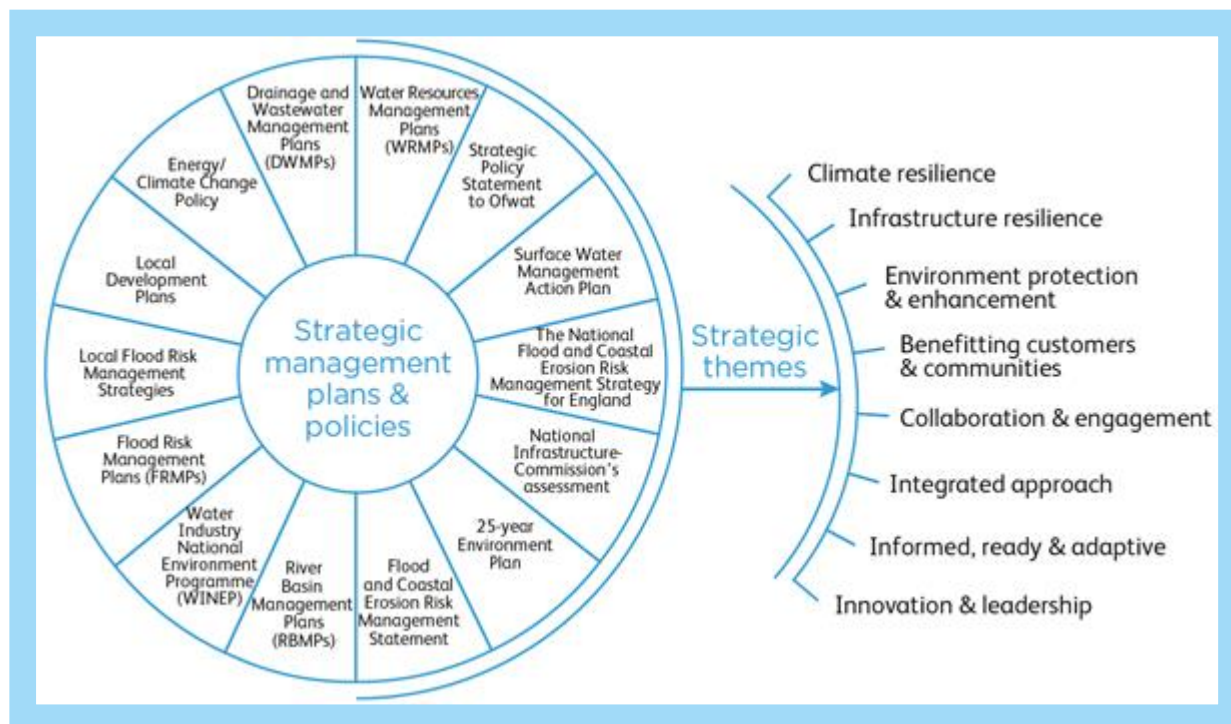 Drainage and
Wastewater
Management
Plans
(DWMPs)
Water Resources
Management
Plans
(WRMPs)
Strategic
Policy
Statement
to Ofwat
Surface Water
Management
Action Plan
The National
Flood and Coastal
Erosion Risk
Management Strategy
for England
National
Infrastructure-
Commission's
assessment
25-year
Environment
Plan
Flood
and Coastal
Erosion Risk
Management
Statement
River
Basin
Management
Plans
(RBMPs)
Water
Industry
National
Environment
Programme
(WINEP)
Flood Risk
Management
Plans (FRMPs)
Local Flood Risk
Management
Strategies
Local
Development
Plans
Energy/
Climate Change
Policy
Strategic
management
plans &
policies
Strategic
themes
Climate resilience
Infrastructure resilience
Environment protection
& enhancement
Benefitting customers
& communities
Collaboration & engagement
Integrated approach
Informed, ready & adaptive
Innovation & leadership